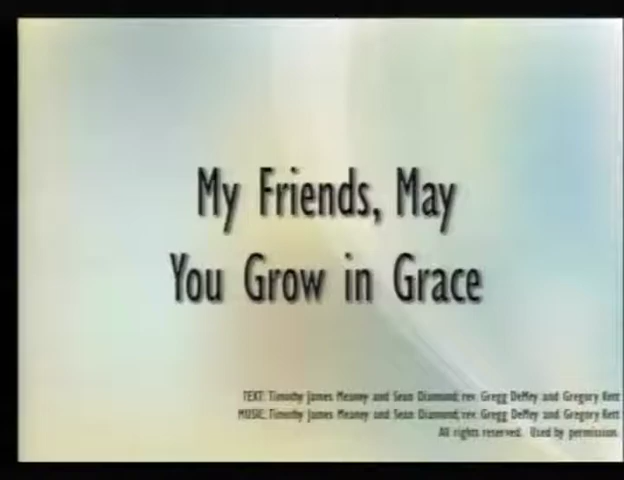 My Friends, May
You Grow in Grace
TEXT: Timothy James Meaney and Sean Diamond; rev. Gregg DeMey and Gregory Kett
MUSIC: Timothy James Meaney and Sean Diamond; rev. Gregg DeMey and Gregory Kett
All rights reserved. Used by permission.